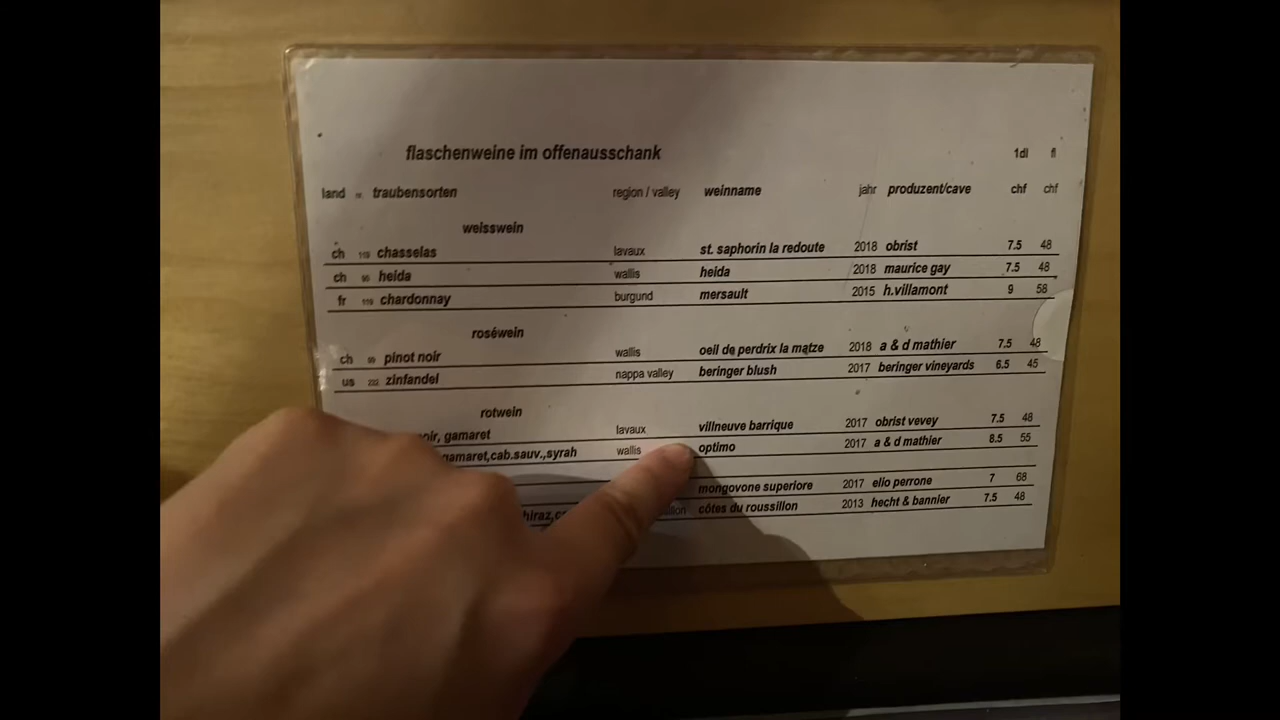 flaschenweine im offenausschank 1dl fl
land nr. traubensorten region / valley weinname jahr produzent/cave chf chf
weisswein
ch chasselas lavaux st. saphorin la redoute 2018 obrist 7.5 48
ch heida wallis heida 2018 maurice gay 7.5 48
fr chardonnay burgund mersault 2015 h.villamont 9 58
roséwein
ch pinot noir wallis oeil de perdrix la matze 2018 a & d mathier 7.5 48
us zinfandel nappa valley beringer blush 2017 beringer vineyards 6.5 45
rotwein
noir, gamaret lavaux villneuve barrique 2017 obrist vevey 7.5 48
gamaret,cab.sauv.,syrah wallis optimo 2017 a & d mathier 8.5 55
mongovone superiore 2017 elio perrone 7 68
côtes du roussillon 2013 hecht & bannier 7.5 48